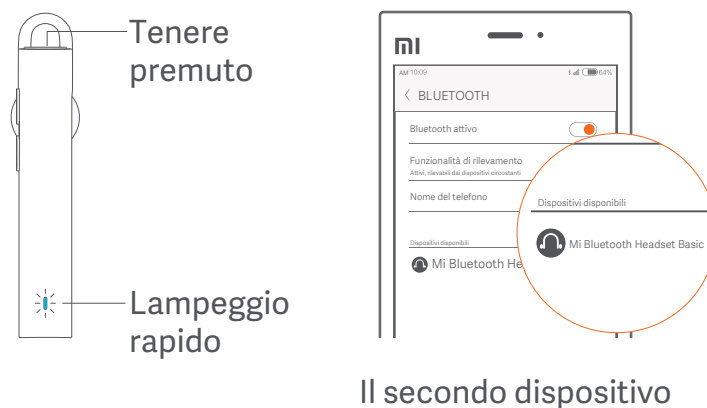 Tenere
premuto
Lampeggio
rapido
mi
AM 10:09
64%
BLUETOOTH
Bluetooth attivo
Funzionalità di rilevamento
Attivi, rilevabili dai dispositivi circostanti
Nome del telefono
Dispositivi disponibili
Mi Bluetooth He
Dispositivi disponibili
Mi Bluetooth Headset Basic
Il secondo dispositivo